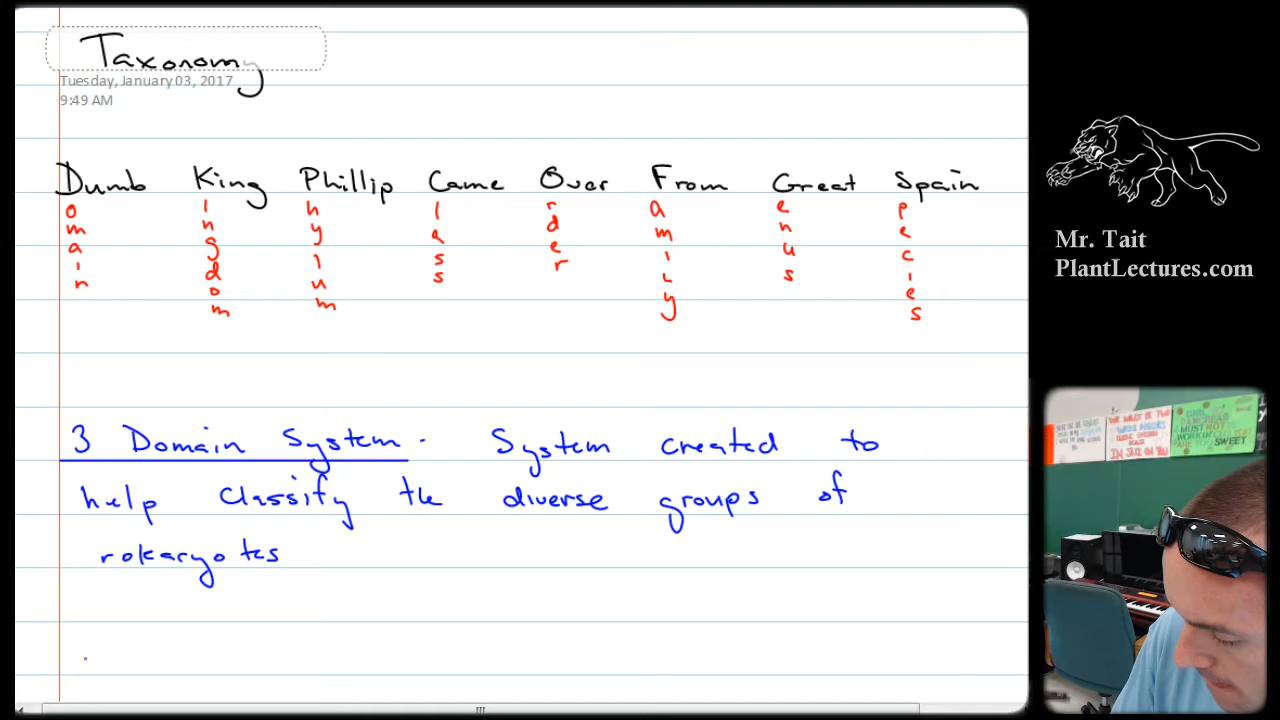 Taxonomy
Tuesday, January 03, 2017
9:49 AM
Dumb King Phillip Came Over From Great Spain
omain ingdom hylum lass rder amily enus pecies
3 Domain System - System created to
help classify the diverse groups of
rokaryotes
Mr. Tait
PlantLectures.com